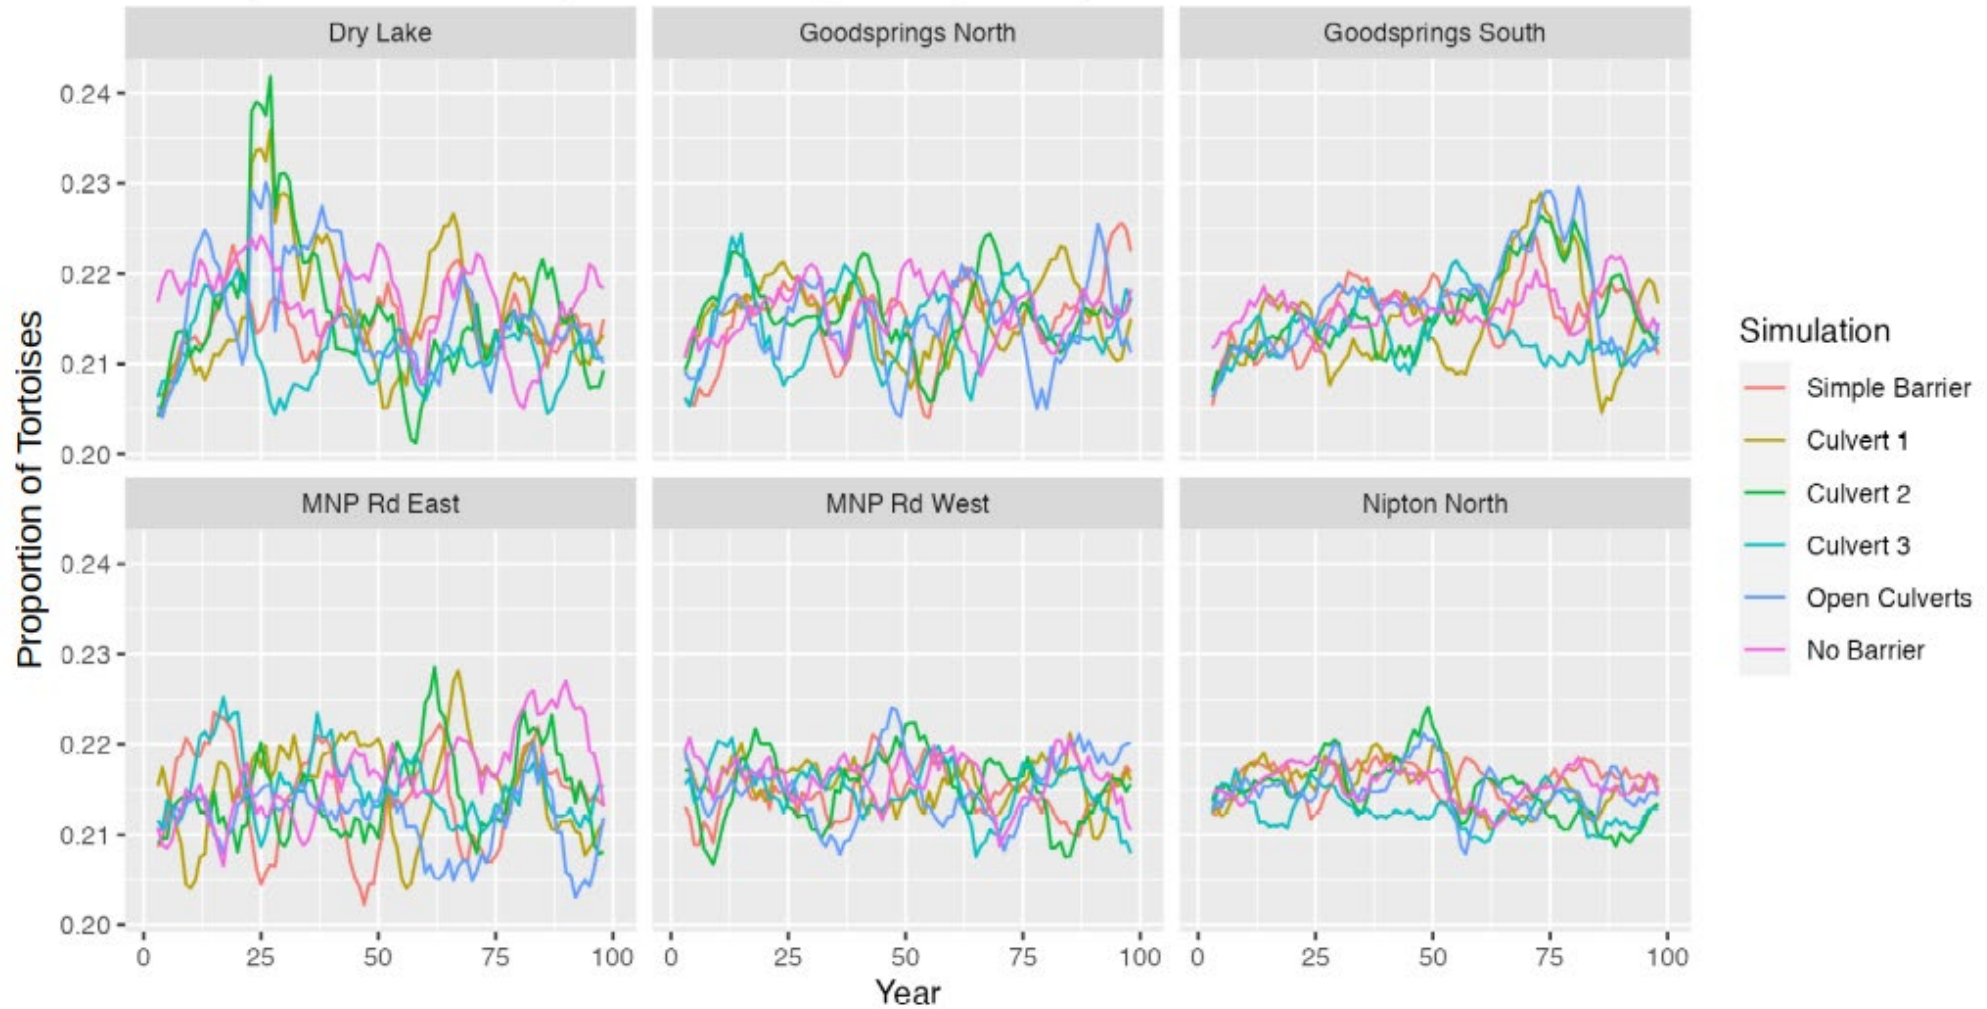 Dry Lake
Goodsprings North
Goodsprings South
0.24
0.23
0.22
0.21
0.20
MNP Rd East
MNP Rd West
Nipton North
0.24
0.23
0.22
0.21
0.20
0 25 50 75 100
0 25 50 75 100
0 25 50 75 100
Year
Proportion of Tortoises
Simulation
Simple Barrier
Culvert 1
Culvert 2
Culvert 3
Open Culverts
No Barrier